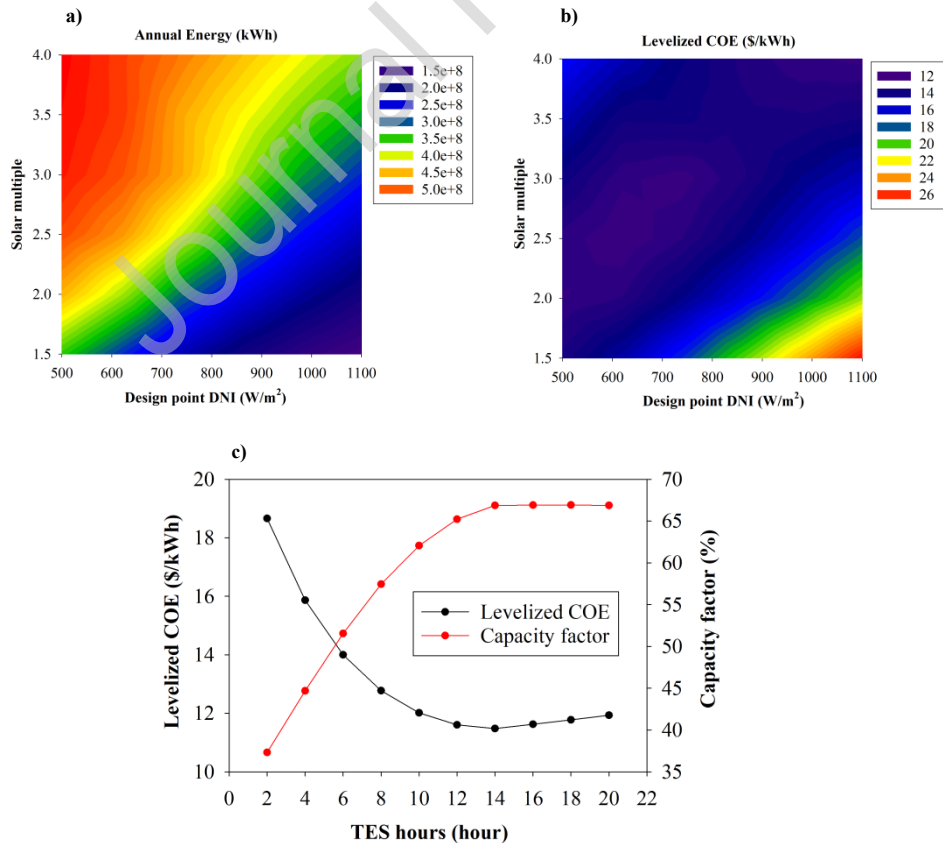 a)
Annual Energy (kWh)
4.0
3.5
3.0
2.5
2.0
1.5
Solar multiple
500 600 700 800 900 1000 1100
Design point DNI (W/m²)
1.5e+8
2.0e+8
2.5e+8
3.0e+8
3.5e+8
4.0e+8
4.5e+8
5.0e+8
b)
Levelized COE ($/kWh)
4.0
3.5
3.0
2.5
2.0
1.5
Solar multiple
500 600 700 800 900 1000 1100
Design point DNI (W/m²)
12
14
16
18
20
22
24
26
Journal
c)
20
18
16
14
12
10
Levelized COE ($/kWh)
Levelized COE
Capacity factor
70
65
60
55
50
45
40
35
Capacity factor (%)
0 2 4 6 8 10 12 14 16 18 20 22
TES hours (hour)